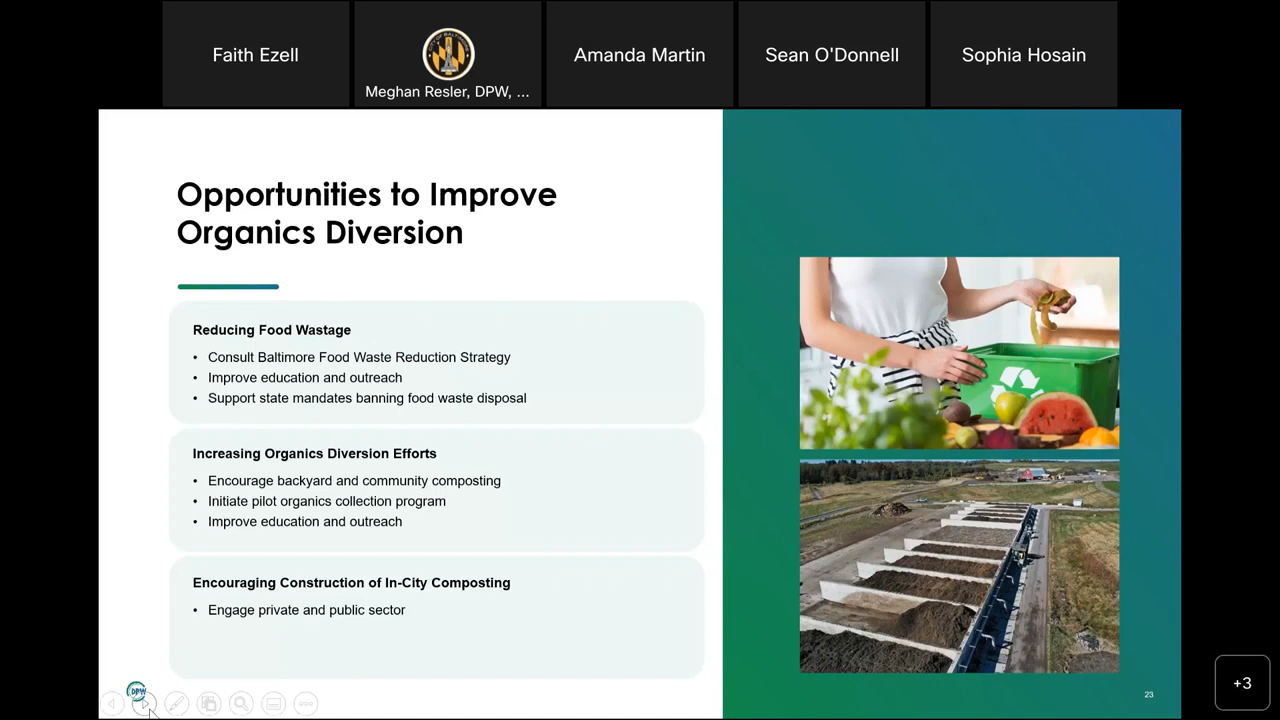 Faith Ezell
Meghan Resler, DPW, ...
Amanda Martin
Sean O'Donnell
Sophia Hosain
Opportunities to Improve
Organics Diversion
Reducing Food Wastage
• Consult Baltimore Food Waste Reduction Strategy
• Improve education and outreach
• Support state mandates banning food waste disposal
Increasing Organics Diversion Efforts
• Encourage backyard and community composting
• Initiate pilot organics collection program
• Improve education and outreach
Encouraging Construction of In-City Composting
• Engage private and public sector
DPW
23
+3